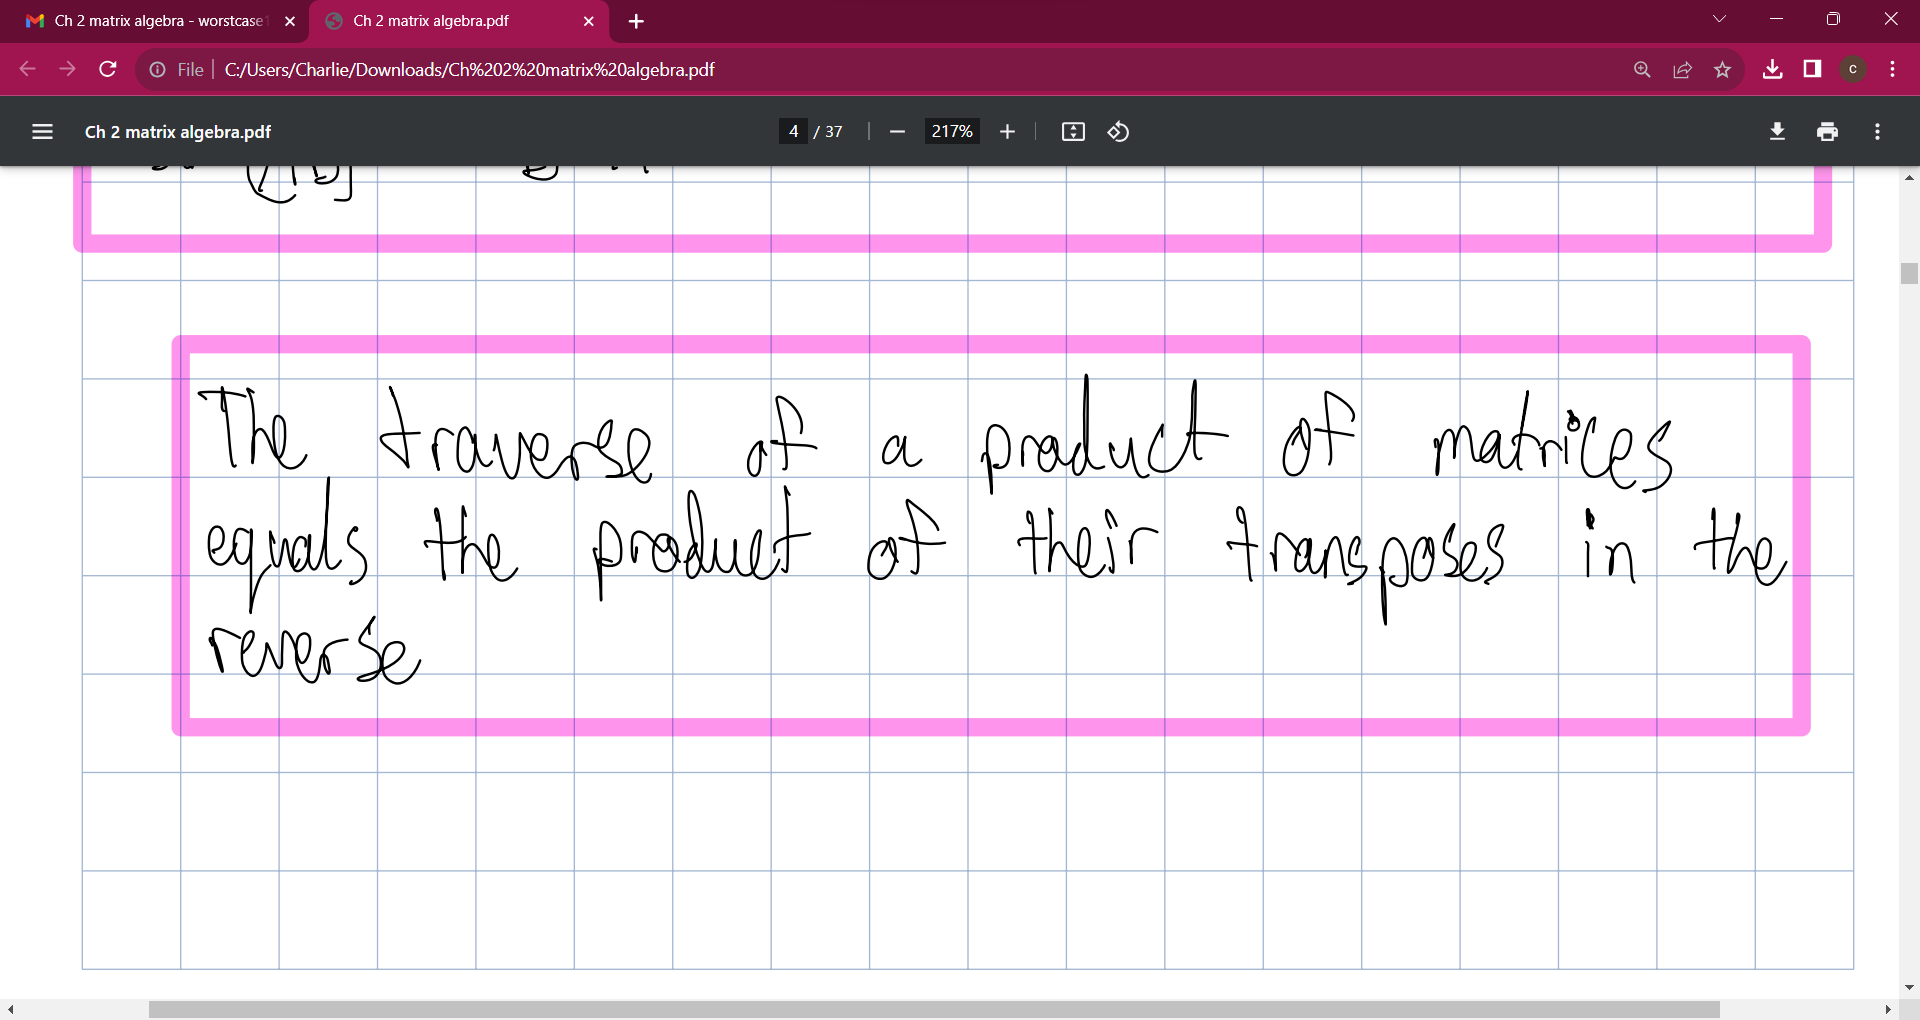 Ch 2 matrix algebra - worstcase
Ch 2 matrix algebra.pdf
File C:/Users/Charlie/Downloads/Ch%202%20matrix%20algebra.pdf
c
Ch 2 matrix algebra.pdf
4 / 37
217%
The traverse of a product of matrices
equals the product of their transposes in the
reverse